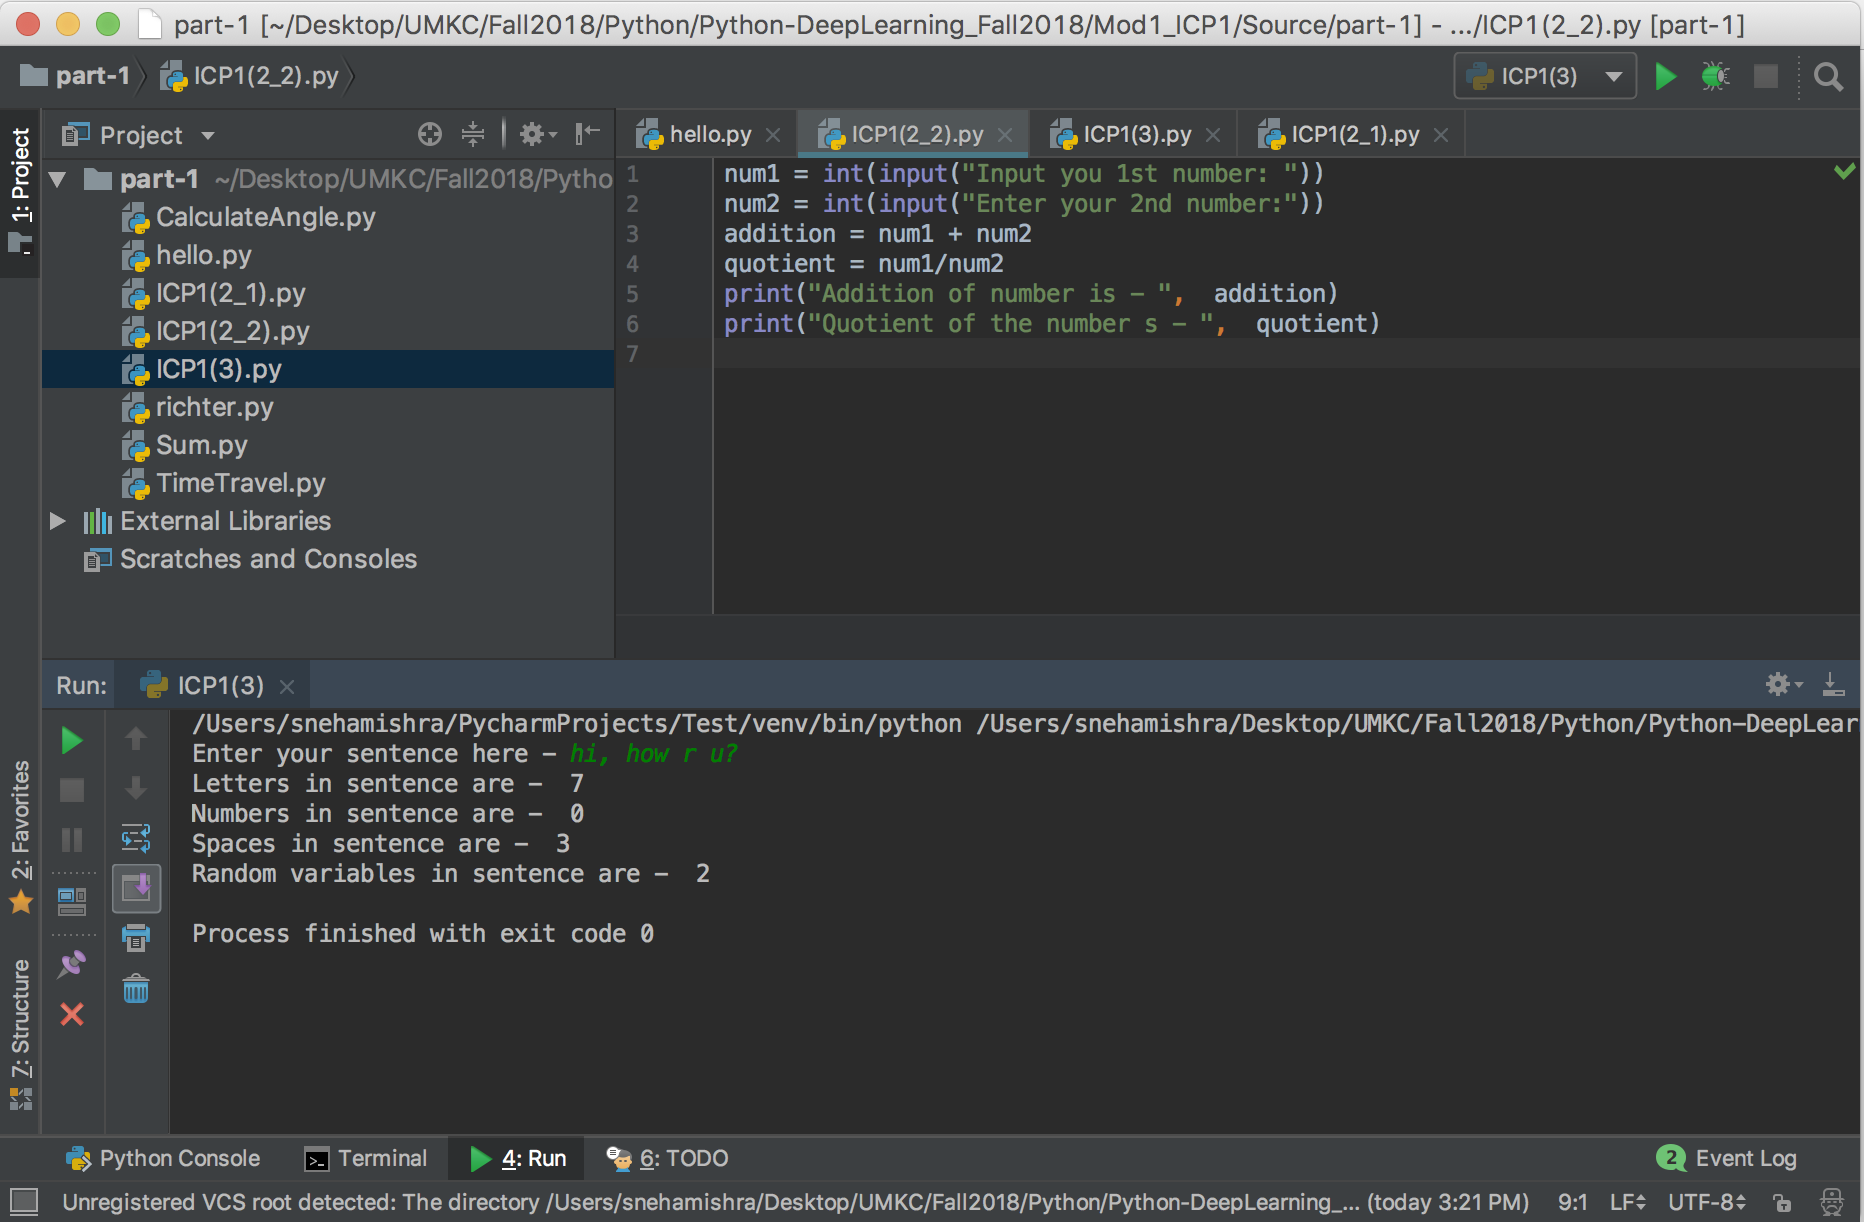 part-1 [~/Desktop/UMKC/Fall2018/Python/Python-DeepLearning_Fall2018/Mod1_ICP1/Source/part-1] - .../ICP1(2_2).py [part-1]
part-1 ICP1(2_2).py ICP1(3)
1: Project
Project
hello.py ICP1(2_2).py ICP1(3).py ICP1(2_1).py
part-1 ~/Desktop/UMKC/Fall2018/Pytho
CalculateAngle.py
hello.py
ICP1(2_1).py
ICP1(2_2).py
ICP1(3).py
richter.py
Sum.py
TimeTravel.py
External Libraries
Scratches and Consoles
1 num1 = int(input("Input you 1st number: "))
2 num2 = int(input("Enter your 2nd number:"))
3 addition = num1 + num2
4 quotient = num1/num2
5 print("Addition of number is - ",  addition)
6 print("Quotient of the number s - ",  quotient)
7
Run: ICP1(3)
/Users/snehamishra/PycharmProjects/Test/venv/bin/python /Users/snehamishra/Desktop/UMKC/Fall2018/Python/Python-DeepLear
Enter your sentence here - hi, how r u?
Letters in sentence are -  7
Numbers in sentence are -  0
Spaces in sentence are -  3
Random variables in sentence are -  2
Process finished with exit code 0
2: Favorites
7: Structure
Python Console Terminal 4: Run 6: TODO 2 Event Log
Unregistered VCS root detected: The directory /Users/snehamishra/Desktop/UMKC/Fall2018/Python/Python-DeepLearning_... (today 3:21 PM) 9:1 LF UTF-8